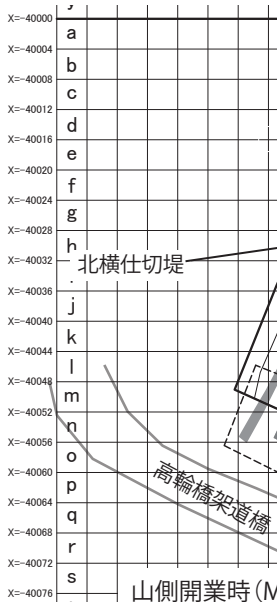 X=-40000
a
X=-40004
b
X=-40008
c
X=-40012
d
X=-40016
e
X=-40020
f
X=-40024
g
X=-40028
h
X=-40032
北横仕切堤
X=-40036
j
X=-40040
k
X=-40044
l
X=-40048
m
X=-40052
n
X=-40056
o
X=-40060
高輪橋架道橋
p
X=-40064
q
X=-40068
r
X=-40072
s
X=-40076
山側開業時(M